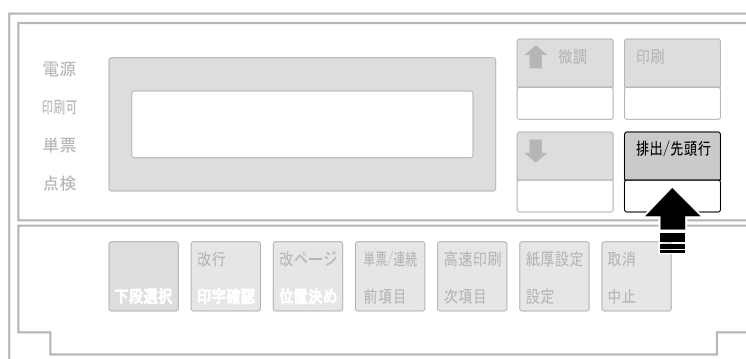 電源
印刷可
単票
点検
微調
印刷
排出/先頭行
下段選択
改行
印字確認
改ページ
位置決め
単票/連続
前項目
高速印刷
次項目
紙厚設定
設定
取消
中止